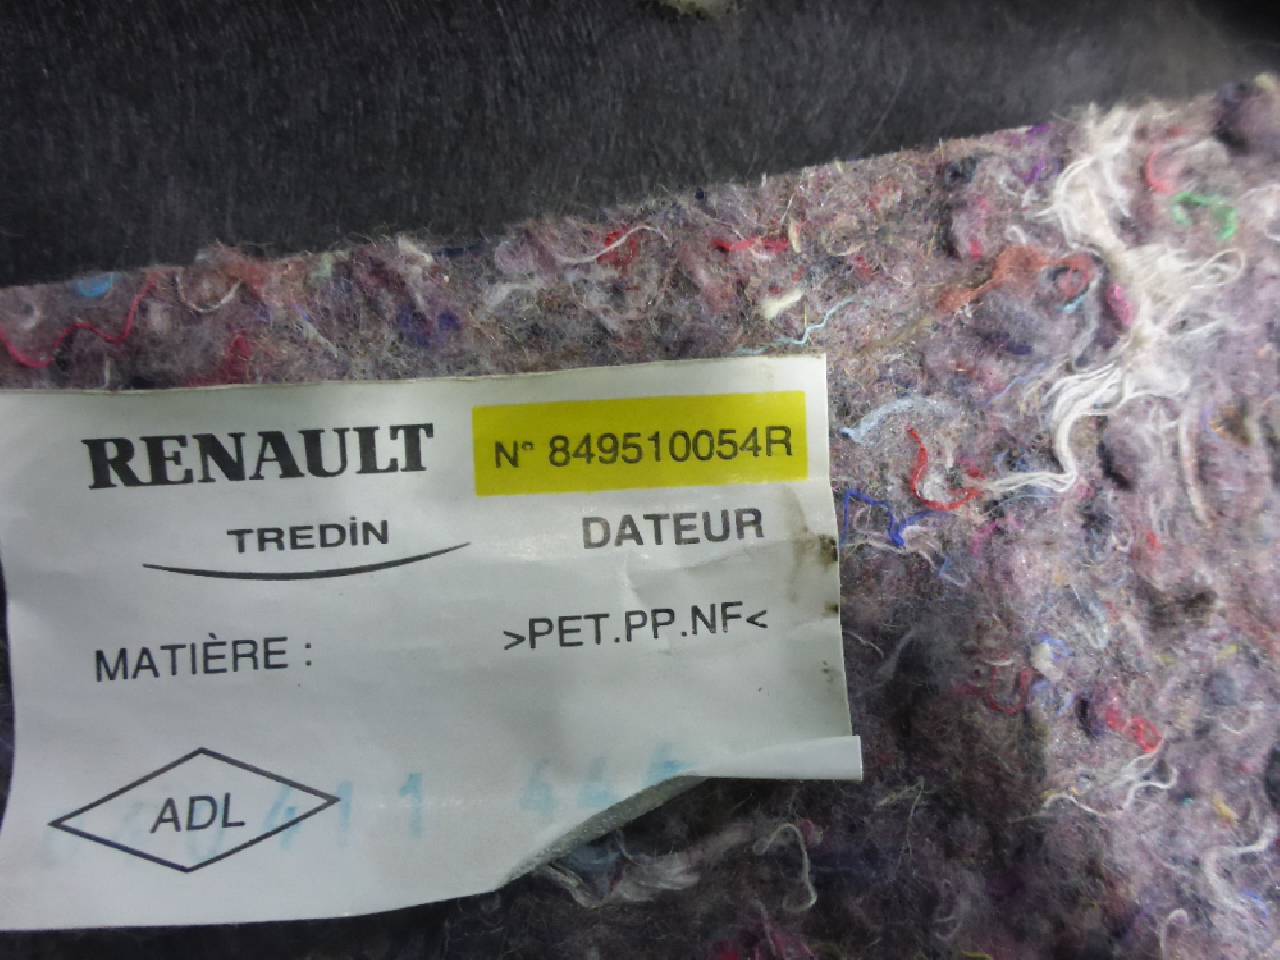 RENAULT
N° 849510054R
TREDiN
DATEUR
MATIÈRE :
>PET.PP.NF<
ADL